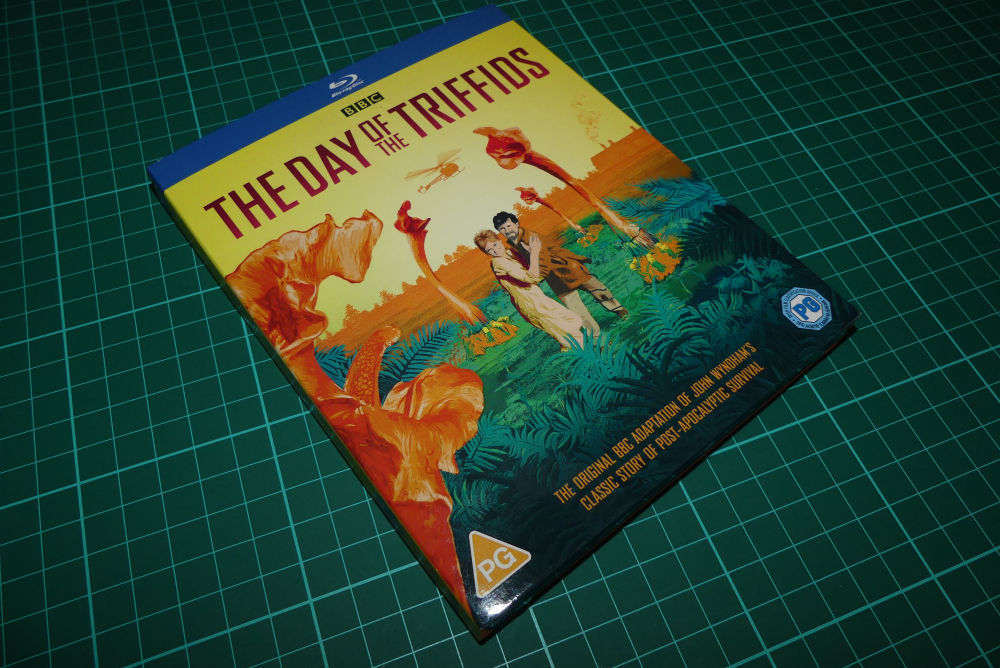 Blu-ray Disc
BBC
THE DAY OF THE TRIFFIDS
THE ORIGINAL BBC ADAPTATION OF JOHN WYNDHAM'S
CLASSIC STORY OF POST-APOCALYPTIC SURVIVAL
PG
PG